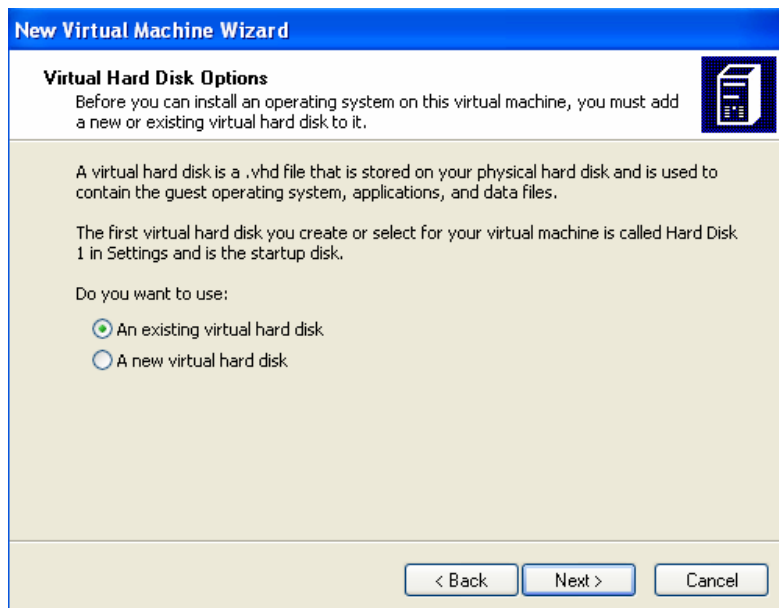 New Virtual Machine Wizard
Virtual Hard Disk Options
Before you can install an operating system on this virtual machine, you must add
a new or existing virtual hard disk to it.
A virtual hard disk is a .vhd file that is stored on your physical hard disk and is used to
contain the guest operating system, applications, and data files.
The first virtual hard disk you create or select for your virtual machine is called Hard Disk
1 in Settings and is the startup disk.
Do you want to use:
An existing virtual hard disk
A new virtual hard disk
< Back Next > Cancel